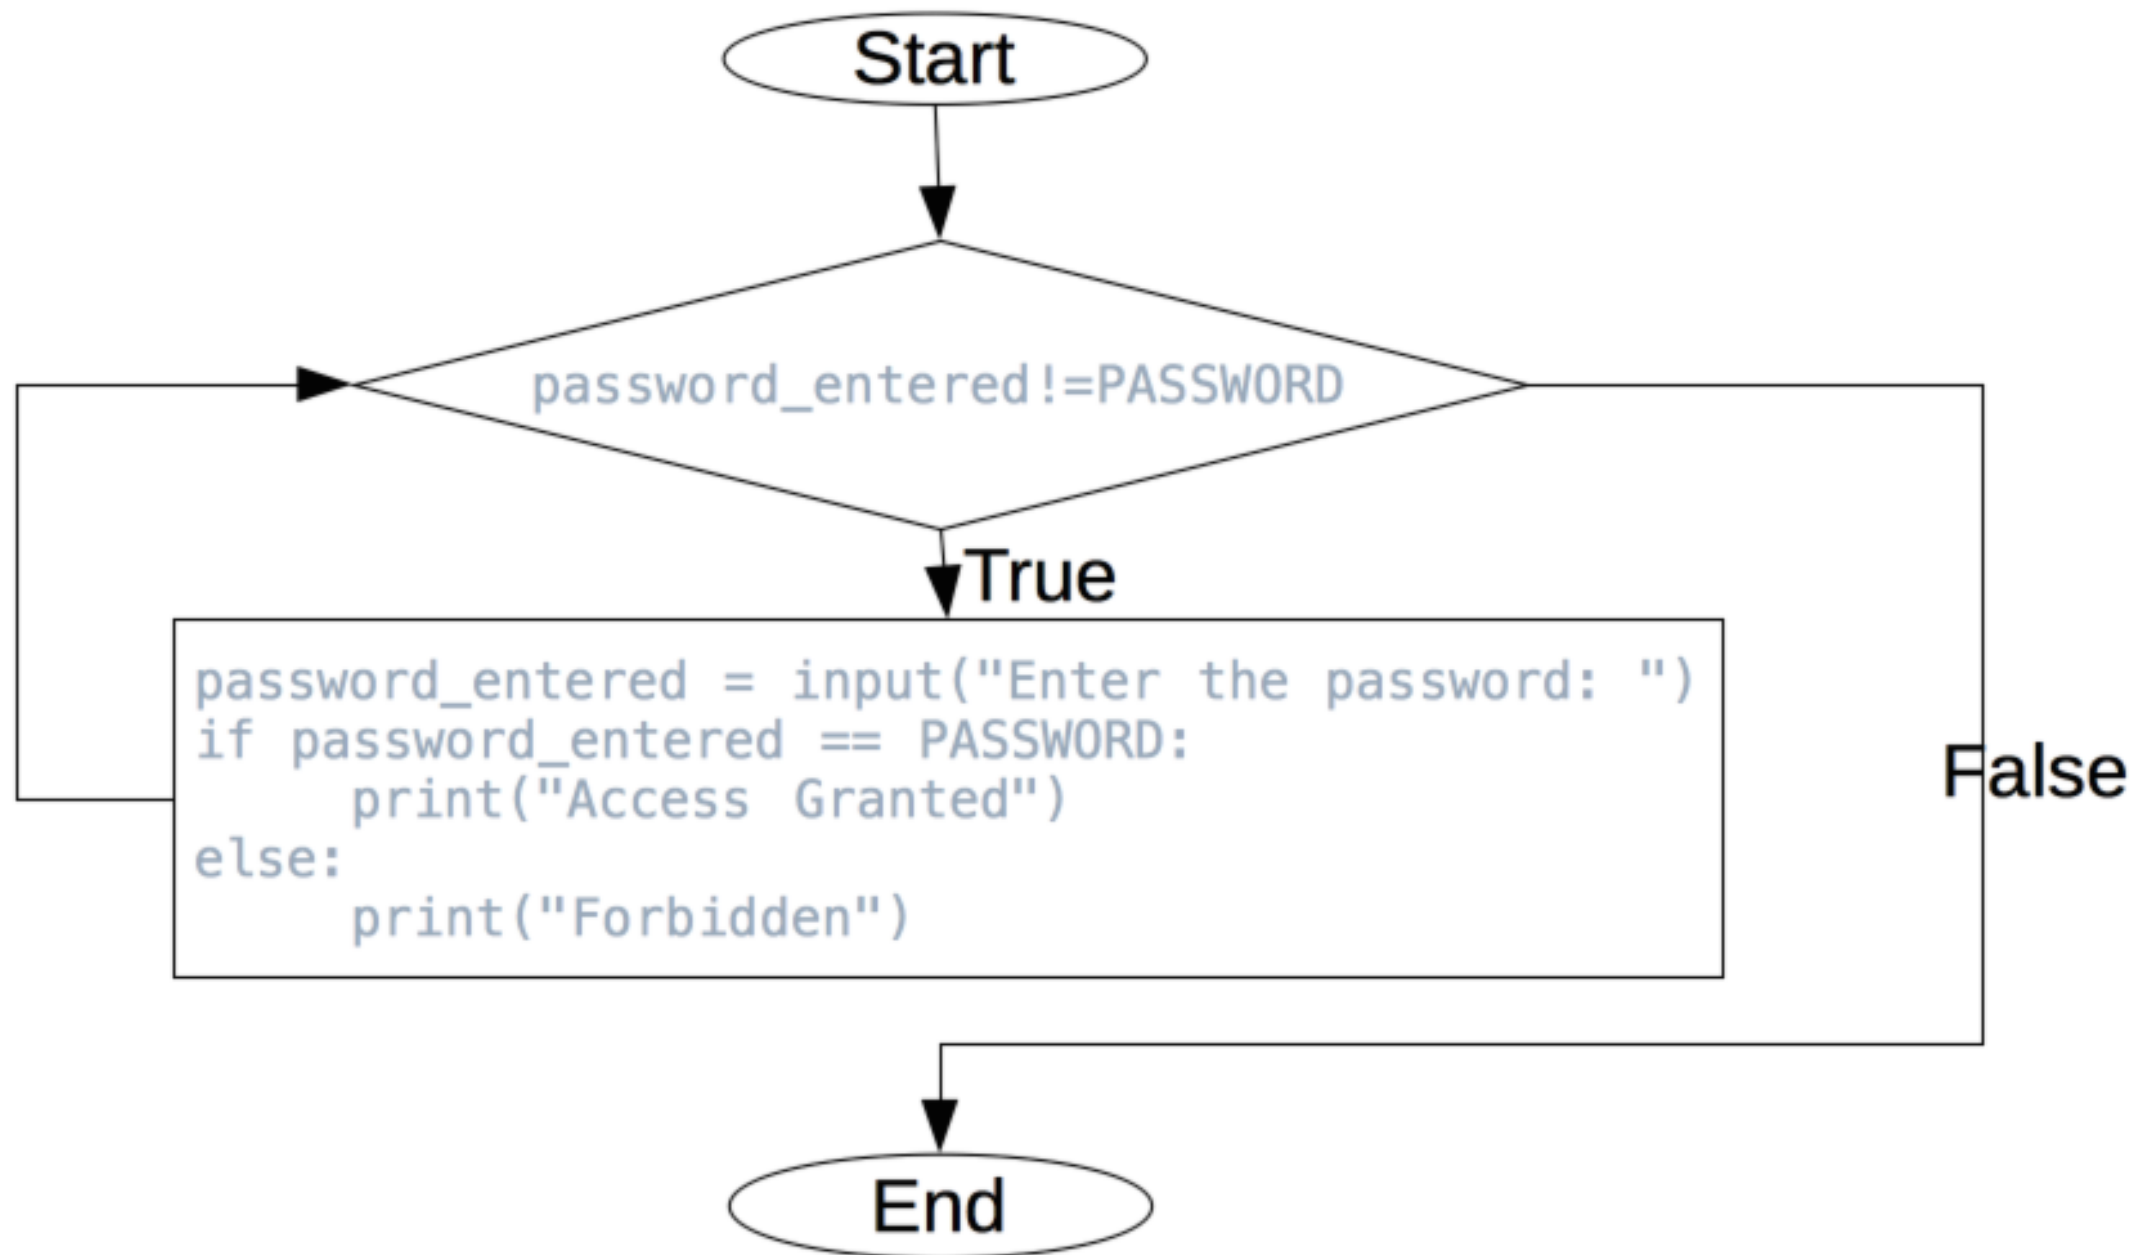 Start
password_entered!=PASSWORD
True
password_entered = input("Enter the password: ")
if password_entered == PASSWORD:
    print("Access Granted")
else:
    print("Forbidden")
False
End